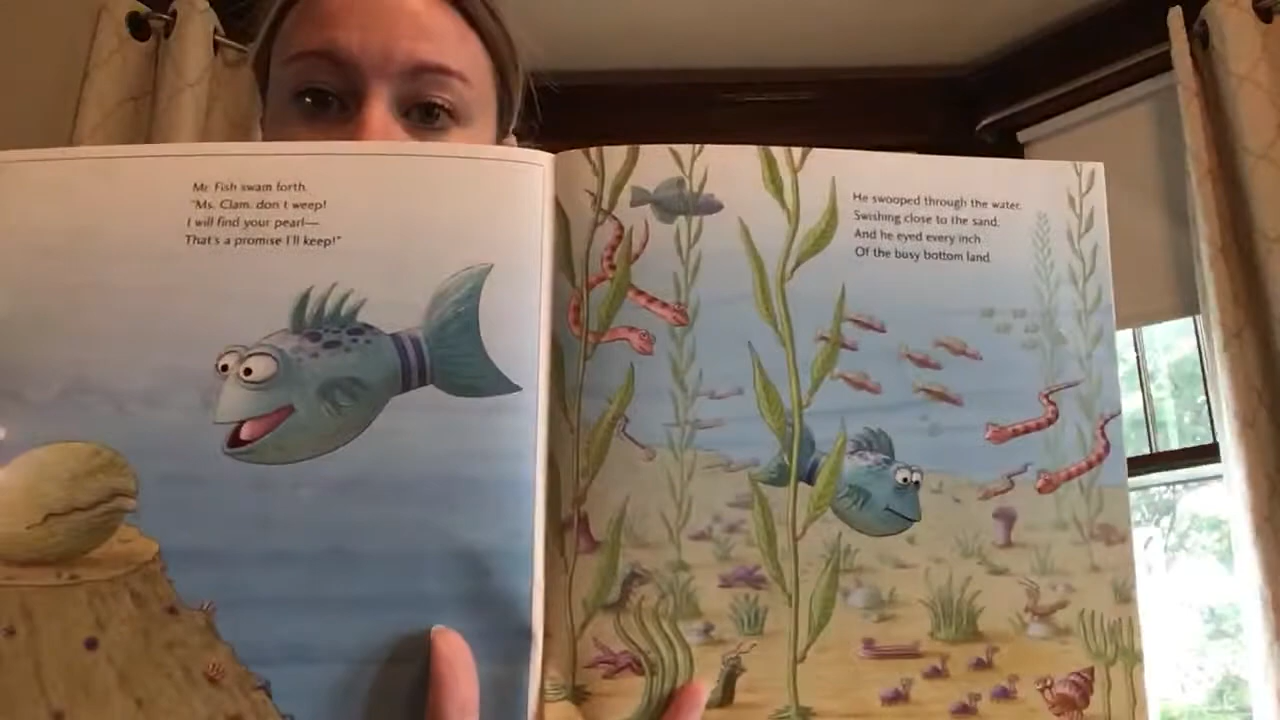 Mr. Fish swam forth.
"Ms. Clam, don't weep!
I will find your pearl—
That's a promise I'll keep!"
He swooped through the water,
Swishing close to the sand,
And he eyed every inch
Of the busy bottom land.